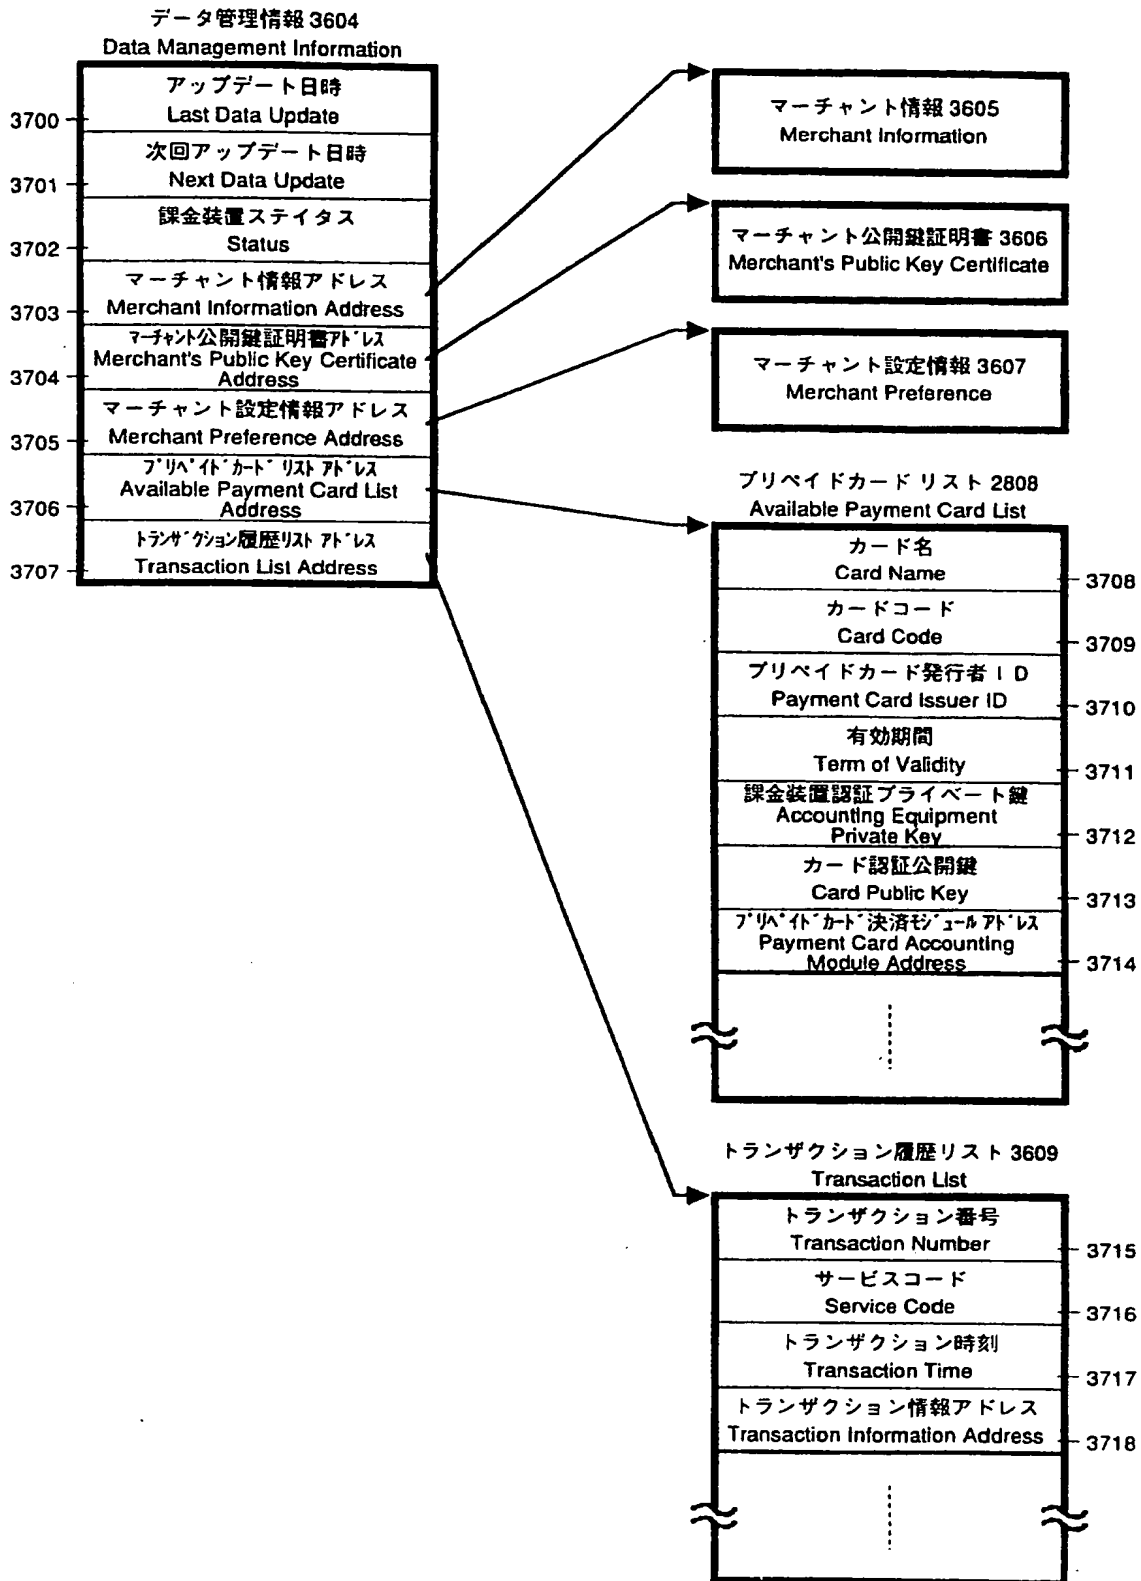 データ管理情報 3604
Data Management Information
アップデート日時
Last Data Update
3700
次回アップデート日時
Next Data Update
3701
課金装置ステイタス
Status
3702
マーチャント情報アドレス
Merchant Information Address
3703
マーチャント公開鍵証明書アドレス
Merchant's Public Key Certificate
Address
3704
マーチャント設定情報アドレス
Merchant Preference Address
3705
プリペイドカードリストアドレス
Available Payment Card List
Address
3706
トランザクション履歴リストアドレス
Transaction List Address
3707
マーチャント情報 3605
Merchant Information
マーチャント公開鍵証明書 3606
Merchant's Public Key Certificate
マーチャント設定情報 3607
Merchant Preference
プリペイドカード リスト 2808
Available Payment Card List
カード名
Card Name
3708
カードコード
Card Code
3709
プリペイドカード発行者ID
Payment Card Issuer ID
3710
有効期間
Term of Validity
3711
課金装置認証プライベート鍵
Accounting Equipment
Private Key
3712
カード認証公開鍵
Card Public Key
3713
プリペイドカード決済モジュールアドレス
Payment Card Accounting
Module Address
3714
トランザクション履歴リスト 3609
Transaction List
トランザクション番号
Transaction Number
3715
サービスコード
Service Code
3716
トランザクション時刻
Transaction Time
3717
トランザクション情報アドレス
Transaction Information Address
3718